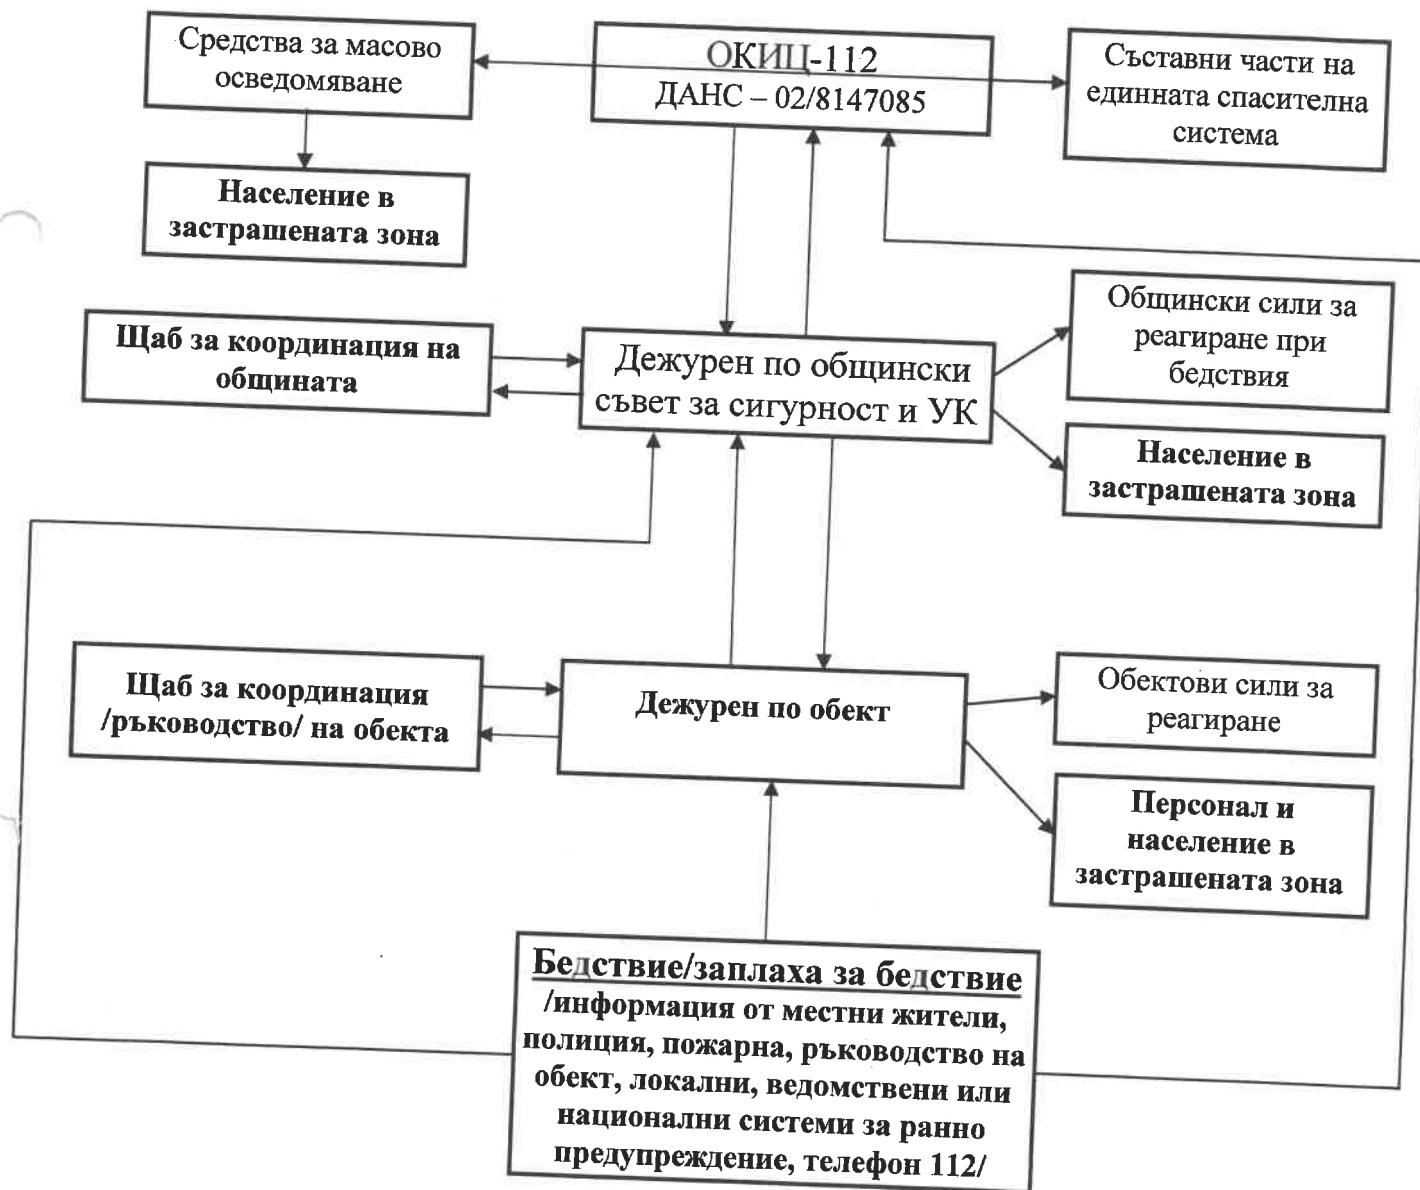 Средства за масово
осведомяване
ОКИЦ-112
ДАНС – 02/8147085
Съставни части на
единната спасителна
система
Население в
застрашената зона
Щаб за координация на
общината
Дежурен по общински
съвет за сигурност и УК
Общински сили за
реагиране при
бедствия
Население в
застрашената зона
Щаб за координация
/ръководство/ на обекта
Дежурен по обект
Обектови сили за
реагиране
Персонал и
население в
застрашената зона
Бедствие/заплаха за бедствие
/информация от местни жители,
полиция, пожарна, ръководство на
обект, локални, ведомствени или
национални системи за ранно
предупреждение, телефон 112/